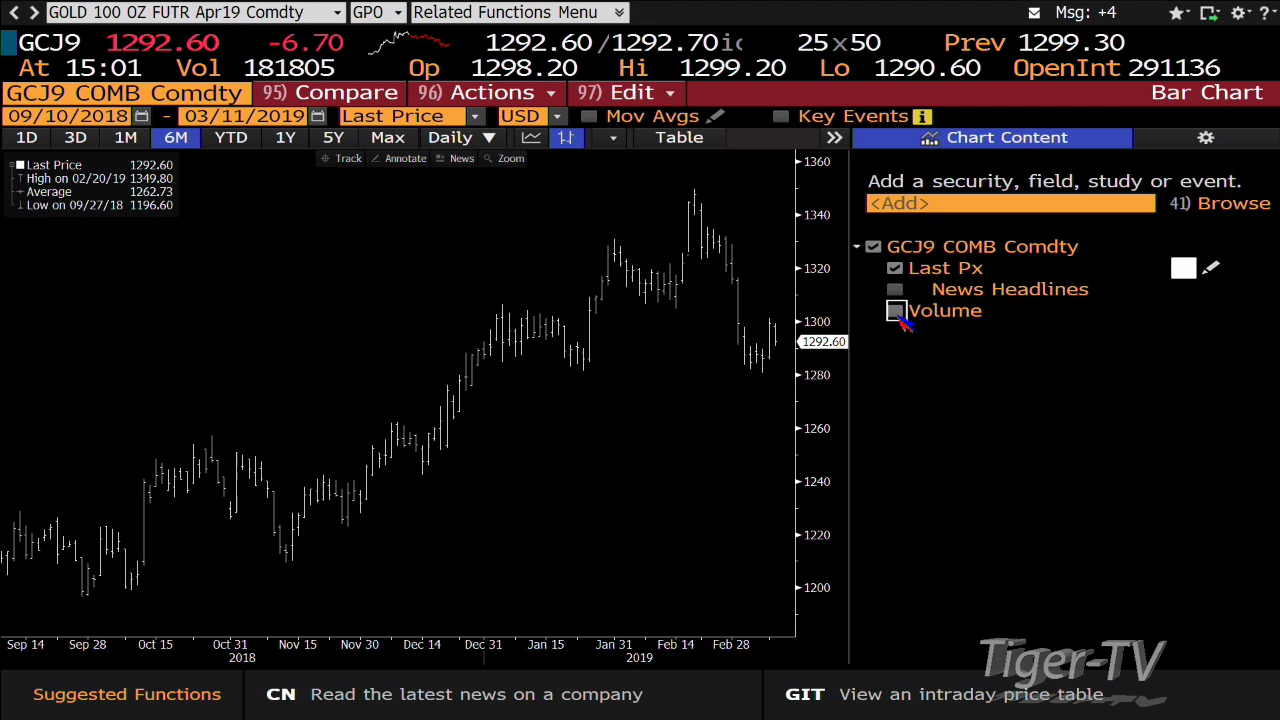 GOLD 100 OZ FUTR Apr19 Comdty GPO Related Functions Menu Msg: +4 ?
GCJ9 1292.60 -6.70 1292.60 /1292.70 25x50 Prev 1299.30
At 15:01 Vol 181805 Op 1298.20 Hi 1299.20 Lo 1290.60 OpenInt 291136
GCJ9 COMB Comdty 95) Compare 96) Actions 97) Edit Bar Chart
09/10/2018 - 03/11/2019 Last Price USD Mov Avgs Key Events i
1D 3D 1M 6M YTD 1Y 5Y Max Daily ▼ Table » Chart Content
Track Annotate News Zoom
Last Price 1292.60
High on 02/20/19 1349.80
Average 1262.73
Low on 09/27/18 1196.60
1360
1340
1320
1300
1292.60
1280
1260
1240
1220
1200
Sep 14 Sep 28 Oct 15 Oct 31 Nov 15 Nov 30 Dec 14 Dec 31 Jan 15 Jan 31 Feb 14 Feb 28
2018 2019
Add a security, field, study or event.
<Add> 41) Browse
GCJ9 COMB Comdty
Last Px
News Headlines
Volume
Tiger-TV
Suggested Functions CN Read the latest news on a company GIT View an intraday price table